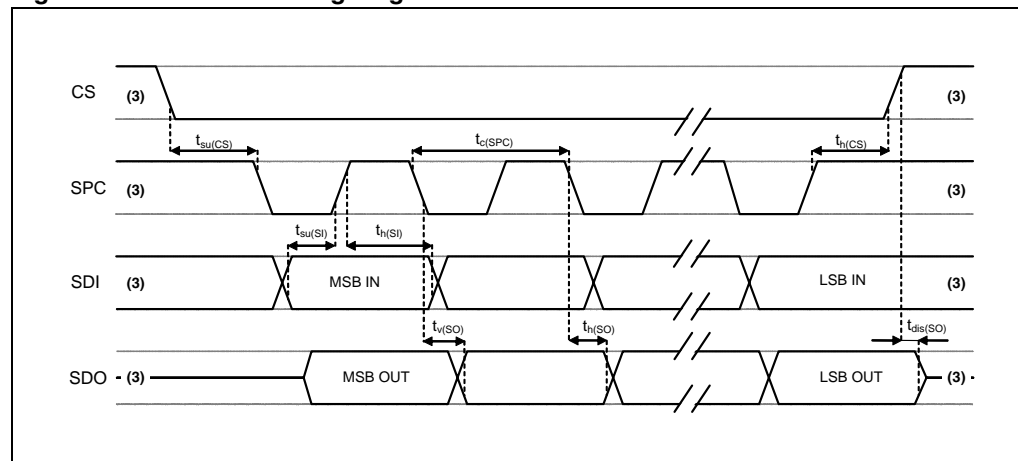 CS (3) (3)
t_su(CS) t_c(SPC) t_h(CS)
SPC (3) (3)
t_su(SI) t_h(SI)
SDI (3) MSB IN LSB IN (3)
t_v(SO) t_h(SO) t_dis(SO)
SDO (3) MSB OUT LSB OUT (3)